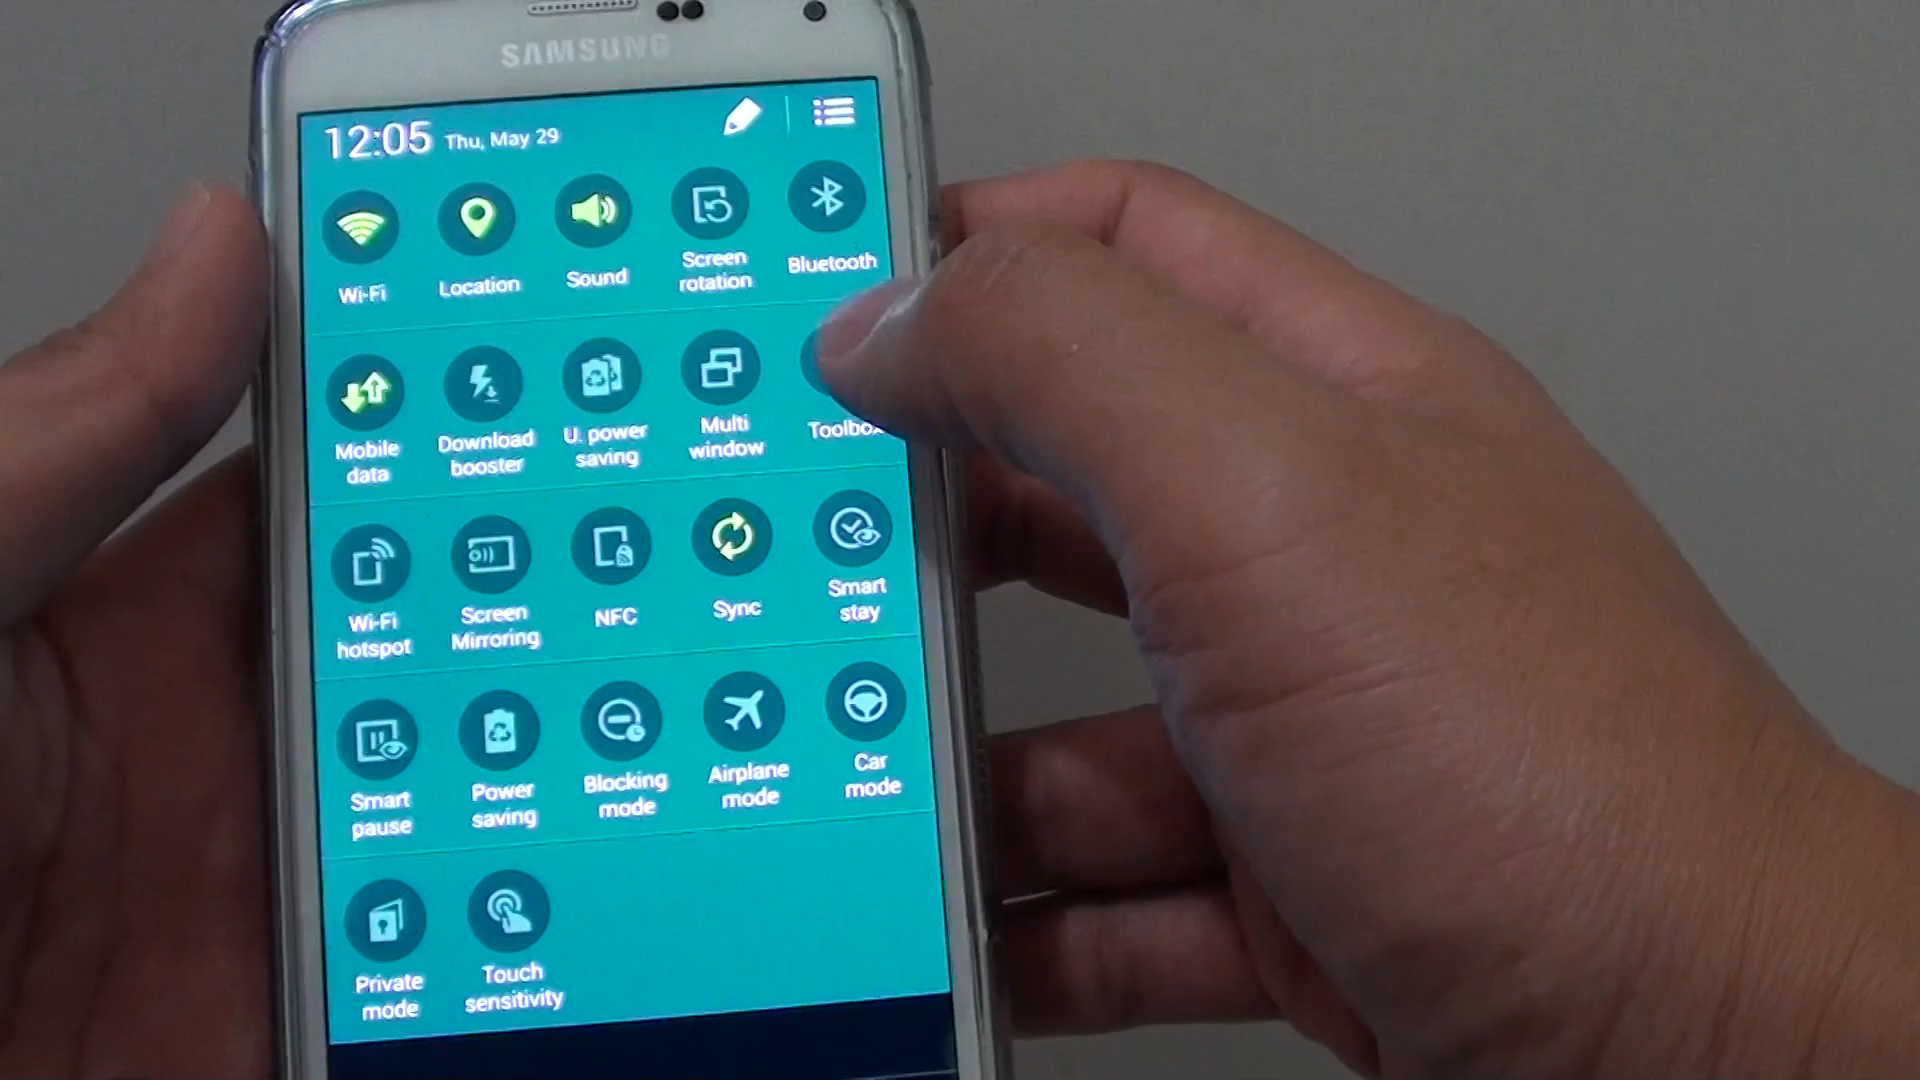 SAMSUNG
12:05 Thu, May 29
Wi-Fi
Location
Sound
Screen
rotation
Bluetooth
Mobile
data
Download
booster
U. power
saving
Multi
window
Toolbox
Wi-Fi
hotspot
Screen
Mirroring
NFC
Sync
Smart
stay
Smart
pause
Power
saving
Blocking
mode
Airplane
mode
Car
mode
Private
mode
Touch
sensitivity